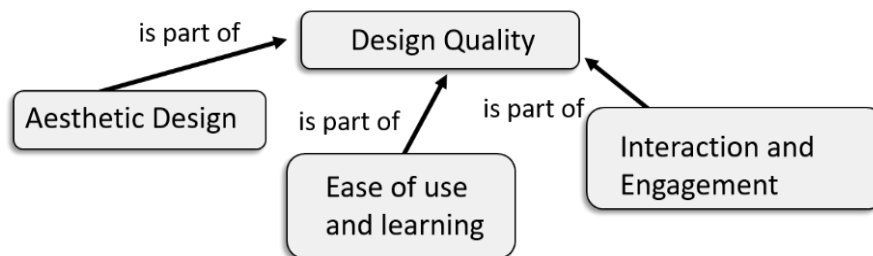 is part of
Design Quality
Aesthetic Design
is part of
is part of
Ease of use
and learning
Interaction and
Engagement